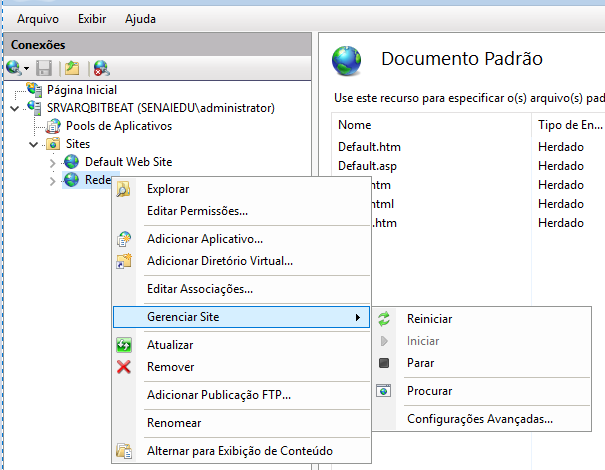 Arquivo Exibir Ajuda
Conexões
Página Inicial
SRVARQBITBEAT (SENAIEDU\administrator)
Pools de Aplicativos
Sites
Default Web Site
Rede
Explorar
Editar Permissões...
Adicionar Aplicativo...
Adicionar Diretório Virtual...
Editar Associações...
Gerenciar Site
Atualizar
Remover
Adicionar Publicação FTP...
Renomear
Alternar para Exibição de Conteúdo
Reiniciar
Iniciar
Parar
Procurar
Configurações Avançadas...
Documento Padrão
Use este recurso para especificar o(s) arquivo(s) pad
Nome Tipo de En...
Default.htm Herdado
Default.asp Herdado
htm Herdado
html Herdado
.htm Herdado